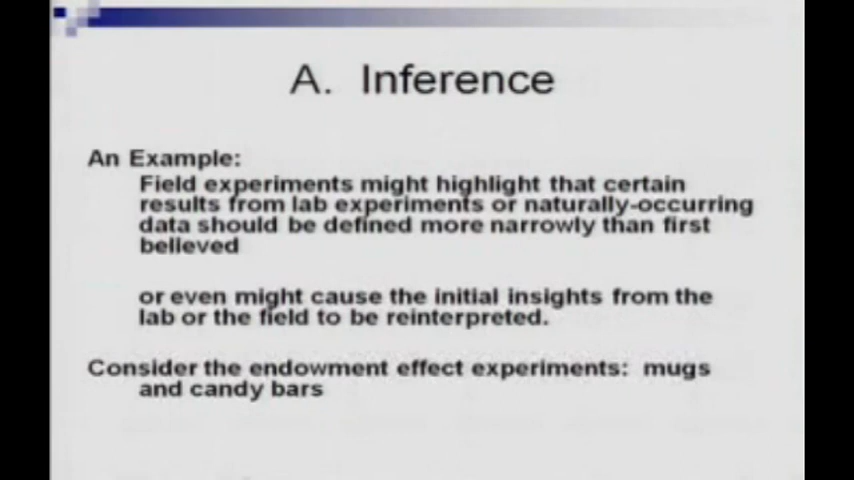 A. Inference
An Example:
Field experiments might highlight that certain
results from lab experiments or naturally-occurring
data should be defined more narrowly than first
believed
or even might cause the initial insights from the
lab or the field to be reinterpreted.
Consider the endowment effect experiments: mugs
and candy bars